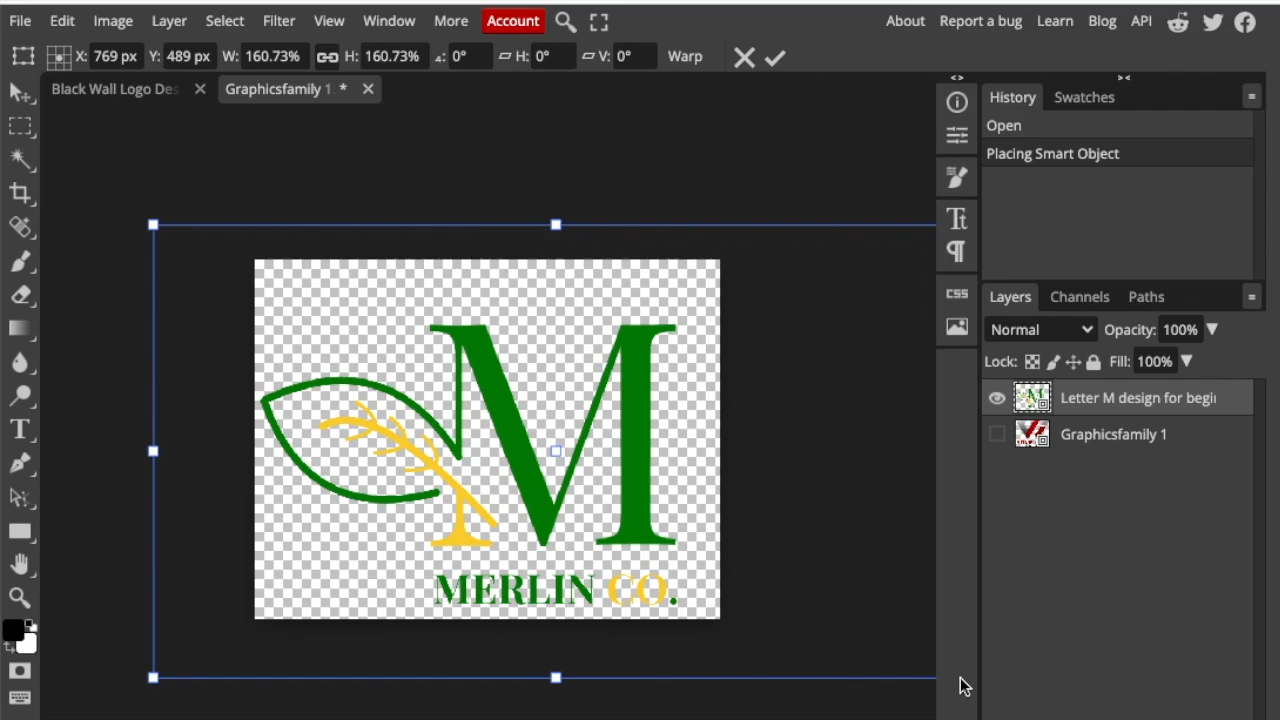 File Edit Image Layer Select Filter View Window More Account About Report a bug Learn Blog API
X: 769 px Y: 489 px W: 160.73% H: 160.73% ⊿: 0° H: 0° V: 0° Warp
Black Wall Logo Des Graphicsfamily 1. *
History Swatches
Open
Placing Smart Object
CSS
Layers Channels Paths
Normal Opacity: 100%
Lock: Fill: 100%
Letter M design for begin
Graphicsfamily 1
M
MERLIN CO.